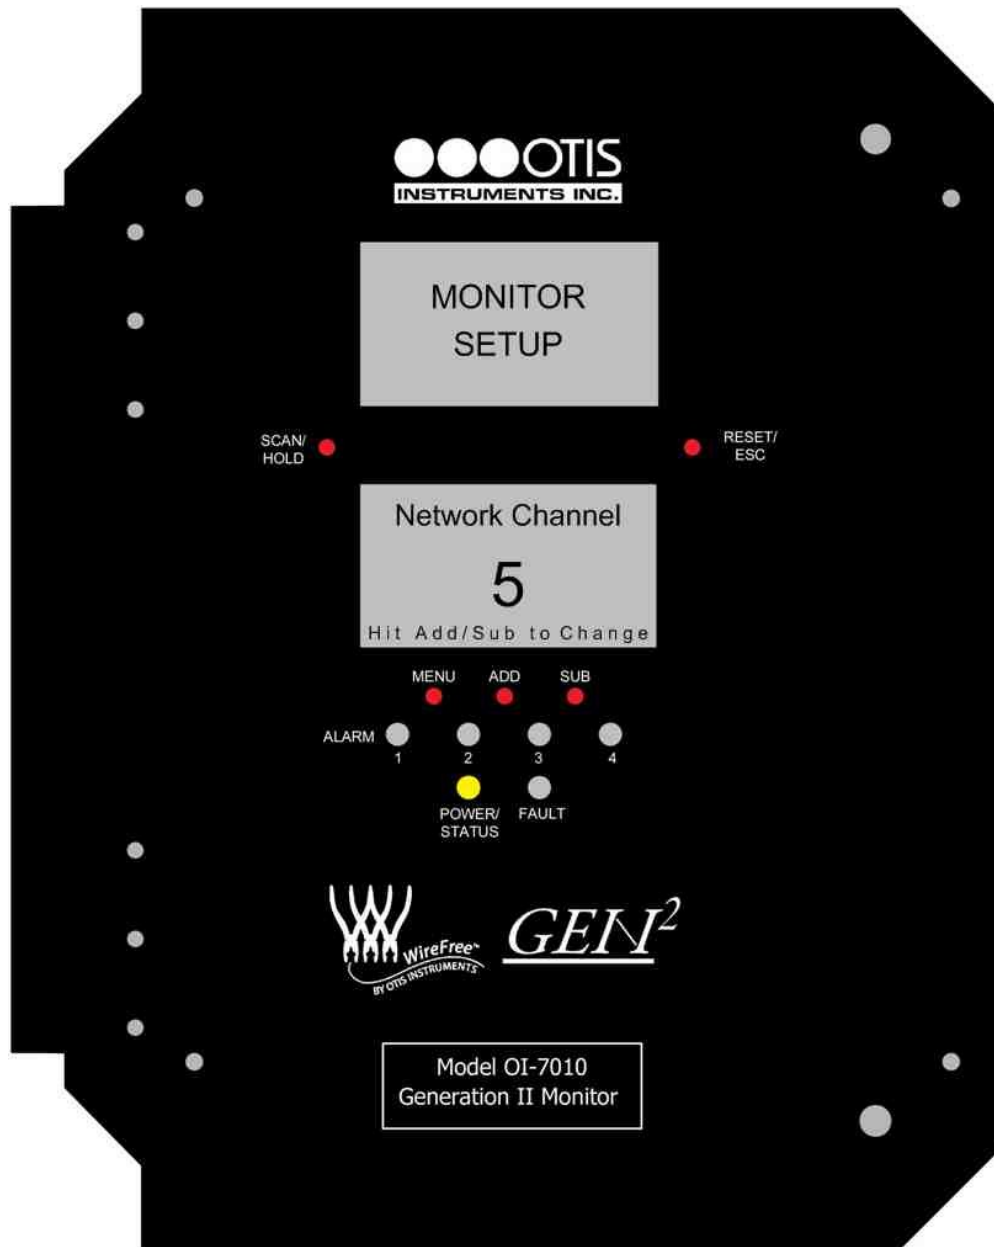 OTIS
INSTRUMENTS INC.
MONITOR
SETUP
SCAN/
HOLD
RESET/
ESC
Network Channel
5
Hit Add/Sub to Change
MENU ADD SUB
ALARM
1 2 3 4
POWER/
STATUS
FAULT
WireFree™
BY OTIS INSTRUMENTS
GEN²
Model OI-7010
Generation II Monitor